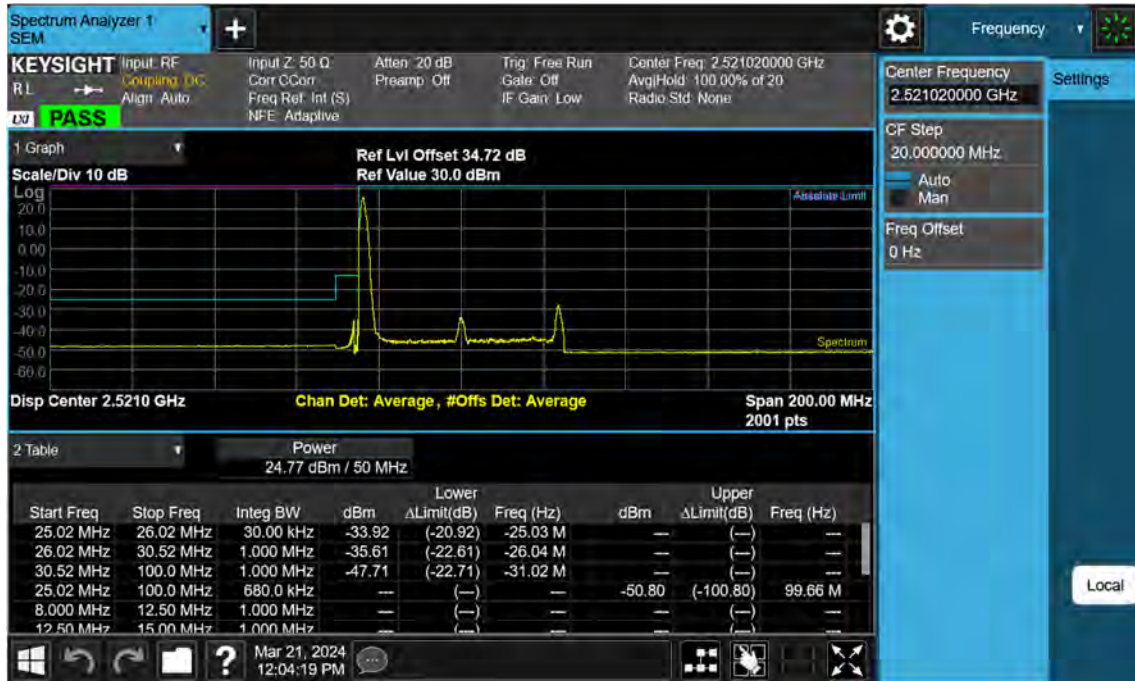 Spectrum Analyzer 1
SEM
Frequency
KEYSIGHT
RL
LXI
PASS
Input: RF
Coupling: DC
Align: Auto
Input Z: 50 Ω
Corr CCorr
Freq Ref: Int (S)
NFE: Adaptive
Atten: 20 dB
Preamp: Off
Trig: Free Run
Gate: Off
IF Gain: Low
Center Freq: 2.521020000 GHz
Avg|Hold: 100.00% of 20
Radio Std: None
Center Frequency
2.521020000 GHz
Settings
CF Step
20.000000 MHz
Auto
Man
Freq Offset
0 Hz
1 Graph
Scale/Div 10 dB
Ref Lvl Offset 34.72 dB
Ref Value 30.0 dBm
Log
Absolute Limit
20.0
10.0
0.00
-10.0
-20.0
-30.0
-40.0
-50.0
-60.0
Spectrum
Disp Center 2.5210 GHz
Chan Det: Average, #Offs Det: Average
Span 200.00 MHz
2001 pts
2 Table
Power
24.77 dBm / 50 MHz
Lower Upper
Start Freq Stop Freq Integ BW dBm ΔLimit(dB) Freq (Hz) dBm ΔLimit(dB) Freq (Hz)
25.02 MHz 26.02 MHz 30.00 kHz -33.92 (-20.92) -25.03 M --- (---) ---
26.02 MHz 30.52 MHz 1.000 MHz -35.61 (-22.61) -26.04 M --- (---) ---
30.52 MHz 100.0 MHz 1.000 MHz -47.71 (-22.71) -31.02 M --- (---) ---
25.02 MHz 100.0 MHz 680.0 kHz --- (---) --- -50.80 (-100.80) 99.66 M
8.000 MHz 12.50 MHz 1.000 MHz --- (---) --- --- (---) ---
12.50 MHz 15.00 MHz 1.000 MHz --- (---) --- --- (---) ---
Local
?
Mar 21, 2024
12:04:19 PM